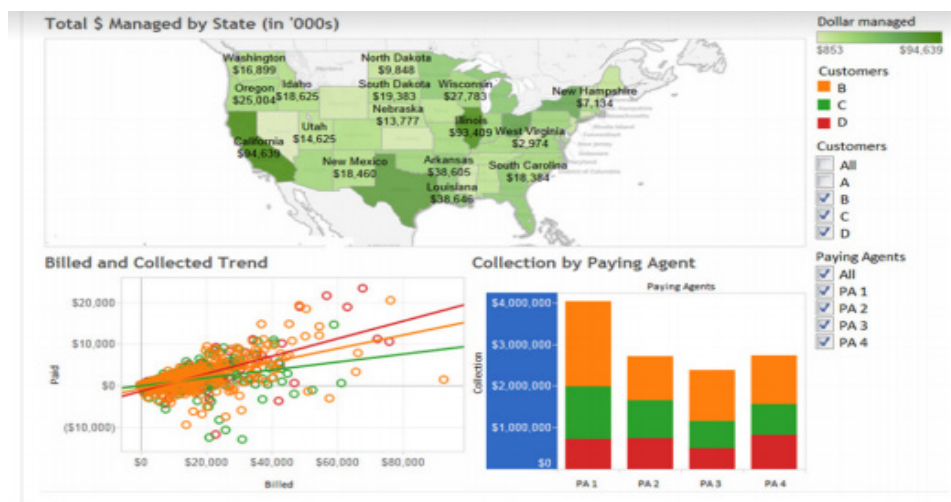 Total $ Managed by State (in '000s)
Washington
$16,899
North Dakota
$9,848
Oregon
$25,004
Idaho
$18,625
South Dakota
$19,383
Wisconsin
$27,783
New Hampshire
$7,134
Nebraska
$13,777
Illinois
$93,409
West Virginia
$2,974
Utah
$14,625
California
$94,639
New Mexico
$18,460
Arkansas
$38,605
South Carolina
$18,384
Louisiana
$38,646
Dollar managed
$853 $94,639
Customers
B
C
D
Customers
All
A
B
C
D
Paying Agents
All
PA 1
PA 2
PA 3
PA 4
Billed and Collected Trend
Paid
$20,000
$10,000
$0
($10,000)
$0 $20,000 $40,000 $60,000 $80,000
Billed
Collection by Paying Agent
Paying Agents
Collection
$4,000,000
$3,000,000
$2,000,000
$1,000,000
$0
PA 1 PA 2 PA 3 PA 4